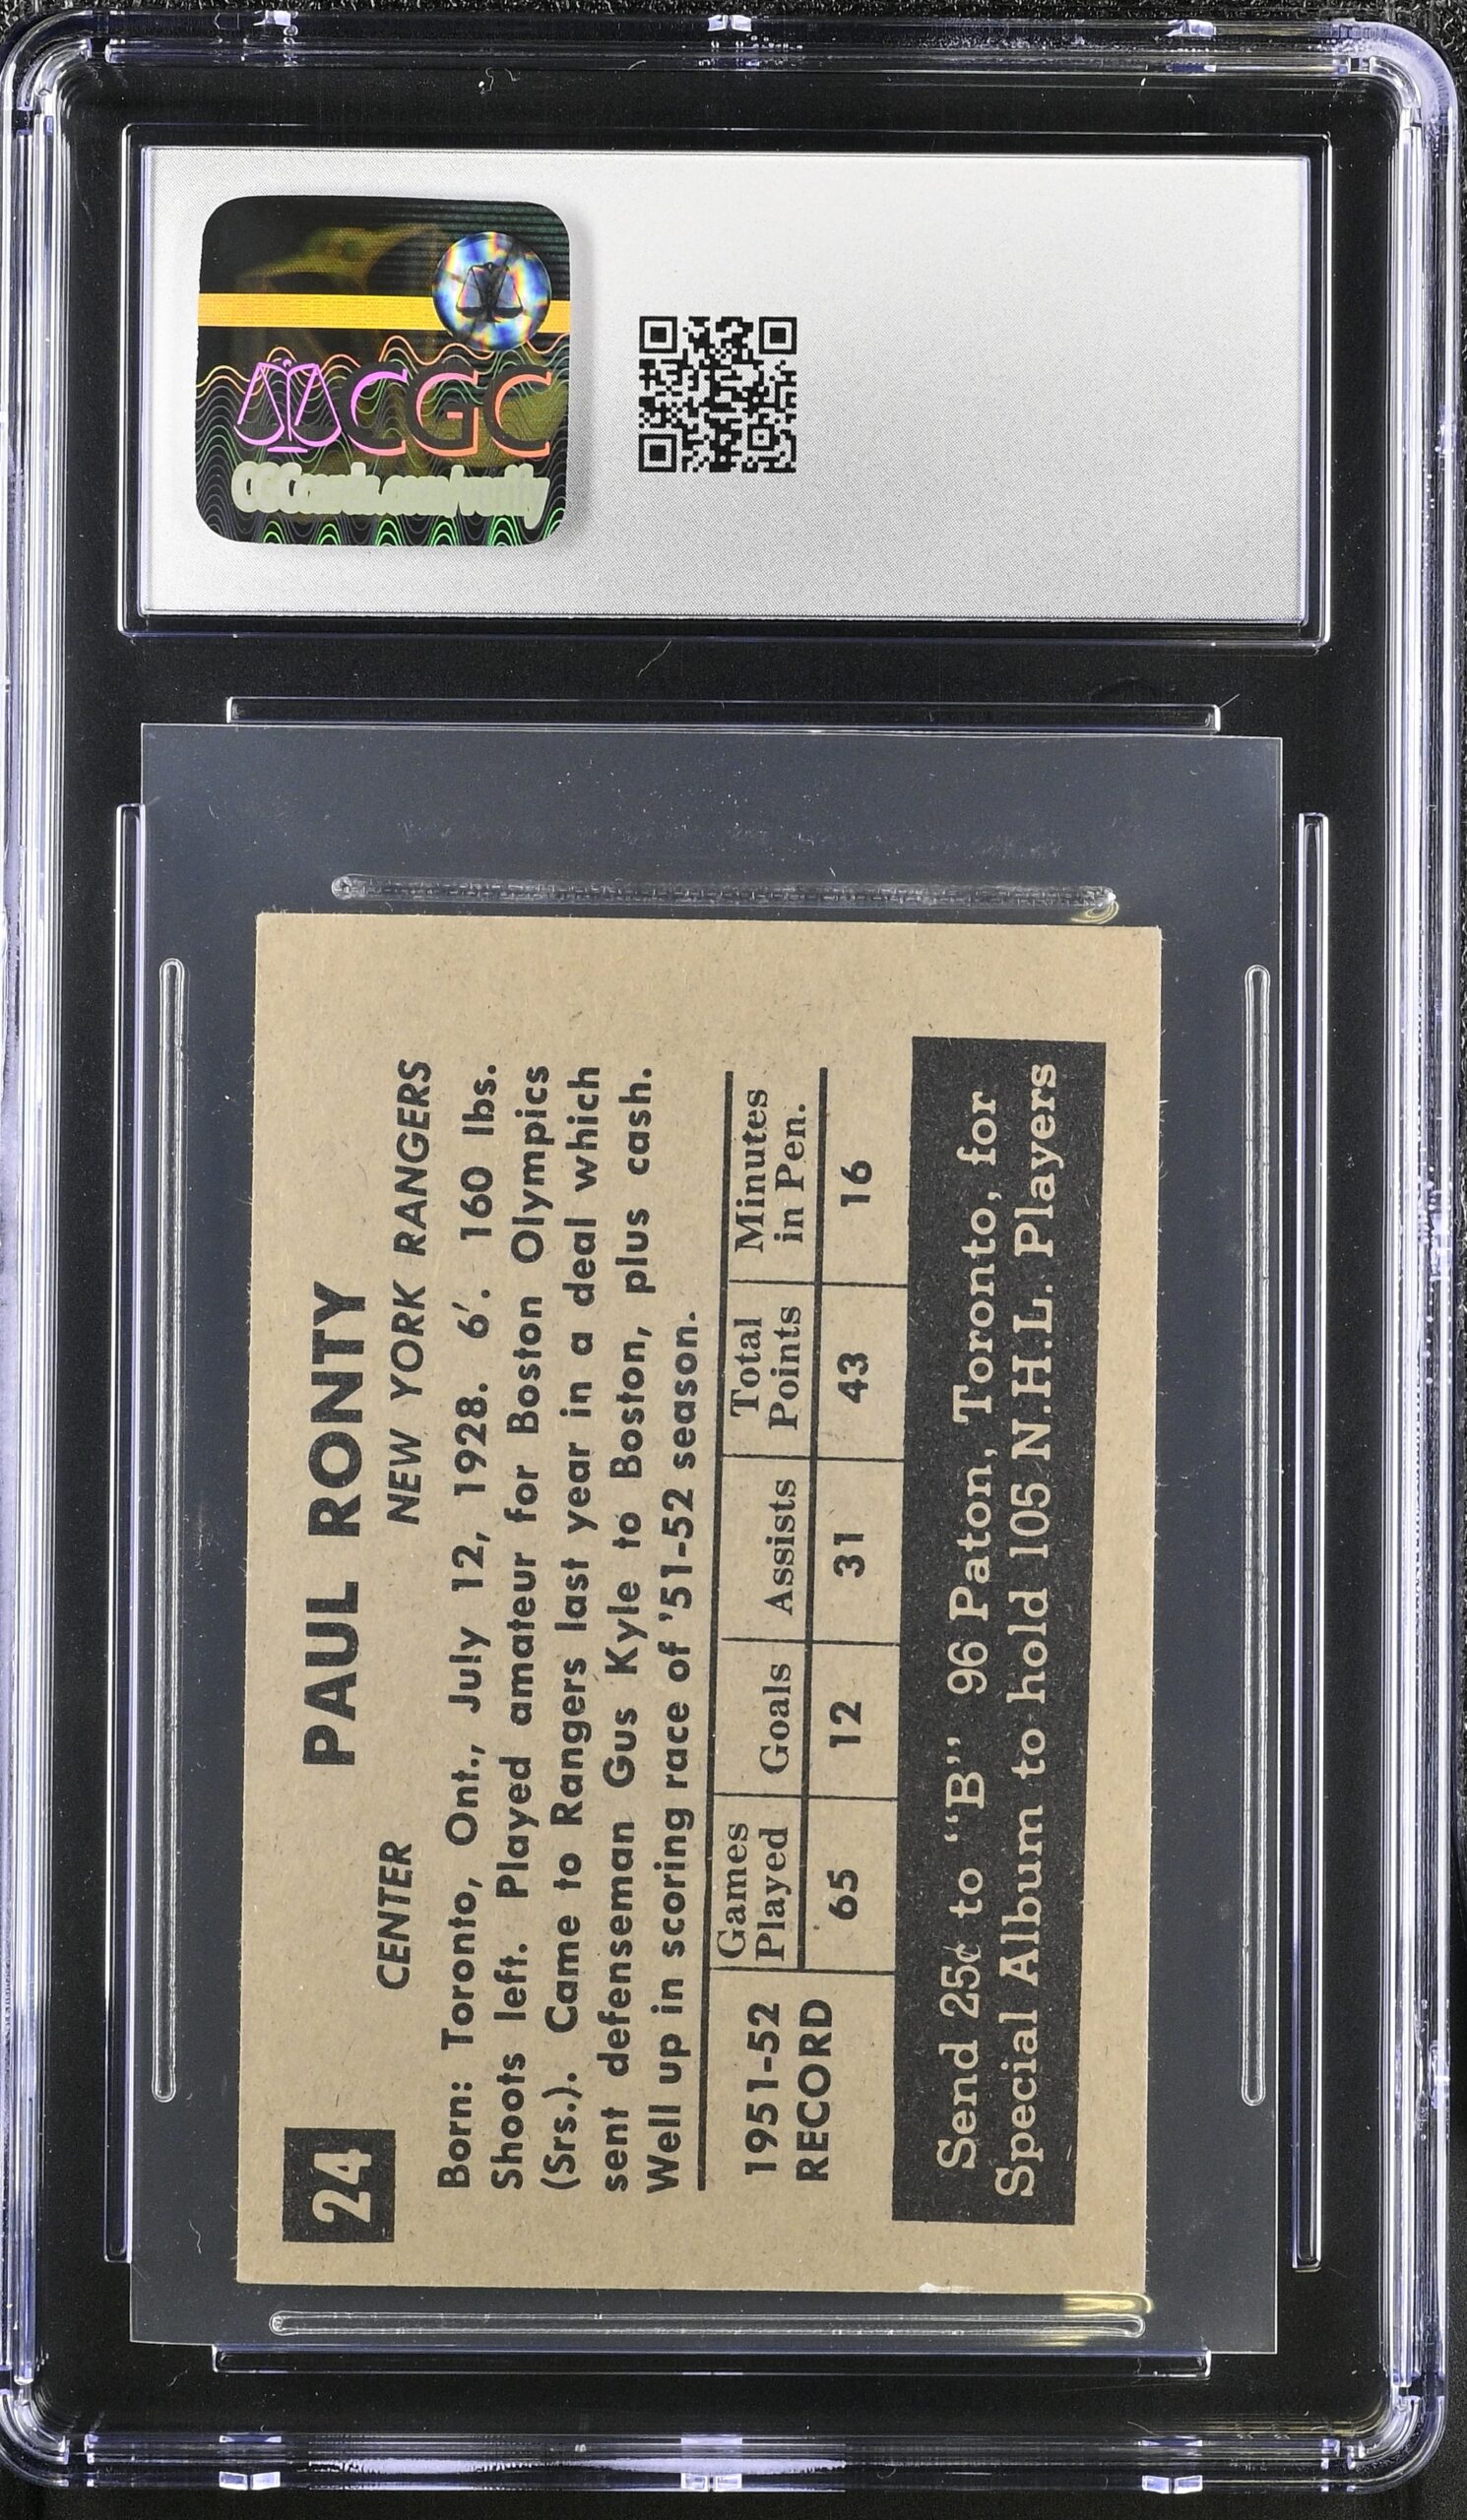 CGC
CGCcards.com/verify
24
PAUL RONTY
CENTER NEW YORK RANGERS
Born: Toronto, Ont., July 12, 1928. 6'. 160 lbs.
Shoots left. Played amateur for Boston Olympics
(Srs.). Came to Rangers last year in a deal which
sent defenseman Gus Kyle to Boston, plus cash.
Well up in scoring race of '51-52 season.
1951-52 RECORD
Games Played Goals Assists Total Points Minutes in Pen.
65 12 31 43 16
Send 25¢ to "B" 96 Paton, Toronto, for
Special Album to hold 105 N.H.L. Players